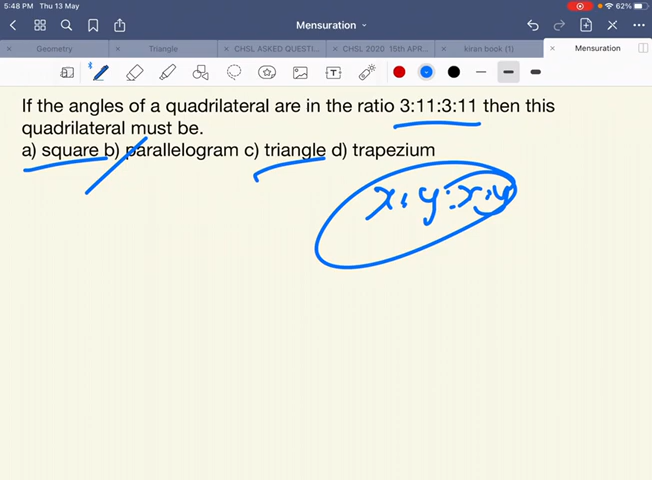 5:48 PM Thu 13 May
62%
Mensuration
Geometry
Triangle
CHSL ASKED QUESTI...
CHSL 2020 15th APR...
kiran book (1)
Mensuration
If the angles of a quadrilateral are in the ratio 3:11:3:11 then this
quadrilateral must be.
a) square b) parallelogram c) triangle d) trapezium
x:y:x:y